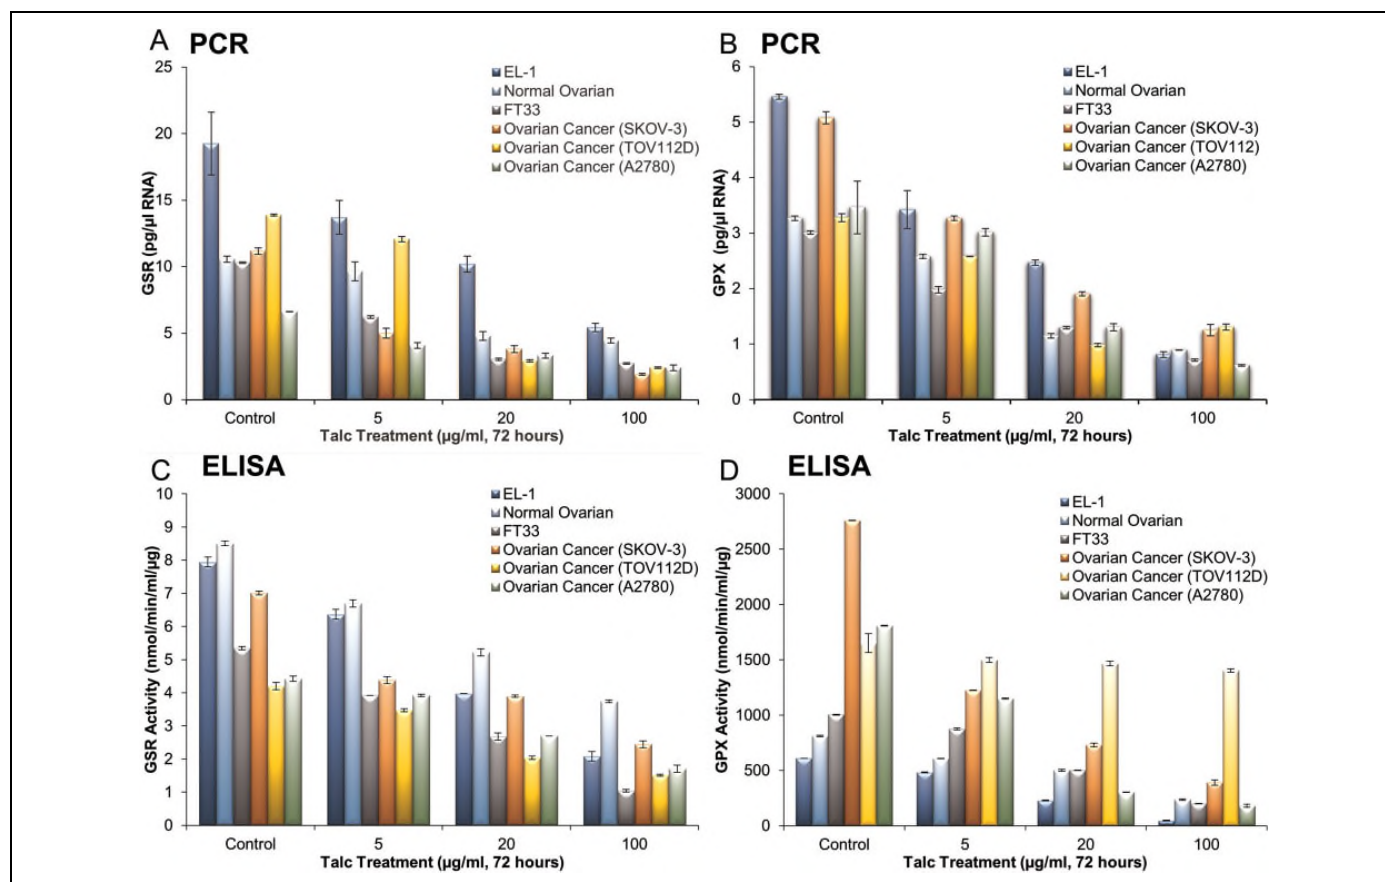 A PCR
25
20
15
10
5
0
GSR (pg/µl RNA)
EL-1
Normal Ovarian
FT33
Ovarian Cancer (SKOV-3)
Ovarian Cancer (TOV112D)
Ovarian Cancer (A2780)
Control 5 20 100
Talc Treatment (µg/ml, 72 hours)
B PCR
6
5
4
3
2
1
0
GPX (pg/µl RNA)
EL-1
Normal Ovarian
FT33
Ovarian Cancer (SKOV-3)
Ovarian Cancer (TOV112)
Ovarian Cancer (A2780)
Control 5 20 100
Talc Treatment (µg/ml, 72 hours)
C ELISA
10
9
8
7
6
5
4
3
2
1
0
GSR Activity (nmol/min/ml/µg)
EL-1
Normal Ovarian
FT33
Ovarian Cancer (SKOV-3)
Ovarian Cancer (TOV112D)
Ovarian Cancer (A2780)
Control 5 20 100
Talc Treatment (µg/ml, 72 hours)
D ELISA
3000
2500
2000
1500
1000
500
0
GPX Activity (nmol/min/ml/µg)
EL-1
Normal Ovarian
FT33
Ovarian Cancer (SKOV-3)
Ovarian Cancer (TOV112D)
Ovarian Cancer (A2780)
Control 5 20 100
Talc Treatment (µg/ml, 72 hours)